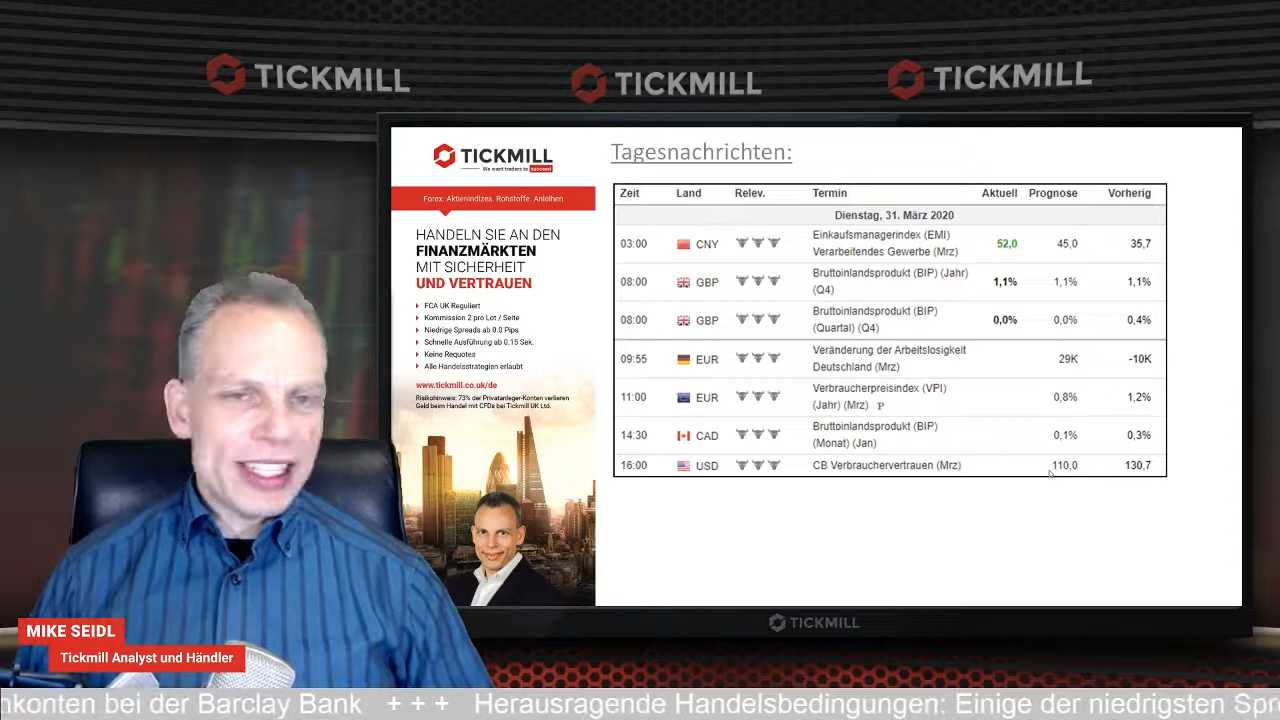 TICKMILL
TICKMILL
TICKMILL
TICKMILL
We want traders to succeed
Forex. Aktienindizes. Rohstoffe. Anleihen
HANDELN SIE AN DEN
FINANZMÄRKTEN
MIT SICHERHEIT
UND VERTRAUEN
FCA UK Reguliert
Kommission 2 pro Lot / Seite
Niedrige Spreads ab 0.0 Pips
Schnelle Ausführung ab 0.15 Sek.
Keine Requotes
Alle Handelsstrategien erlaubt
www.tickmill.co.uk/de
Risikohinweis: 73% der Privatanleger-Konten verlieren
Geld beim Handel mit CFDs bei Tickmill UK Ltd.
Tagesnachrichten:
Zeit Land Relev. Termin Aktuell Prognose Vorherig
Dienstag, 31. März 2020
03:00 CNY Einkaufsmanagerindex (EMI) 52,0 45,0 35,7
Verarbeitendes Gewerbe (Mrz)
08:00 GBP Bruttoinlandsprodukt (BIP) (Jahr) 1,1% 1,1% 1,1%
(Q4)
08:00 GBP Bruttoinlandsprodukt (BIP) 0,0% 0,0% 0,4%
(Quartal) (Q4)
09:55 EUR Veränderung der Arbeitslosigkeit 29K -10K
Deutschland (Mrz)
11:00 EUR Verbraucherpreisindex (VPI) 0,8% 1,2%
(Jahr) (Mrz) P
14:30 CAD Bruttoinlandsprodukt (BIP) 0,1% 0,3%
(Monat) (Jan)
16:00 USD CB Verbrauchervertrauen (Mrz) 110,0 130,7
TICKMILL
MIKE SEIDL
Tickmill Analyst und Händler
nkonten bei der Barclay Bank + + + Herausragende Handelsbedingungen: Einige der niedrigsten Spr